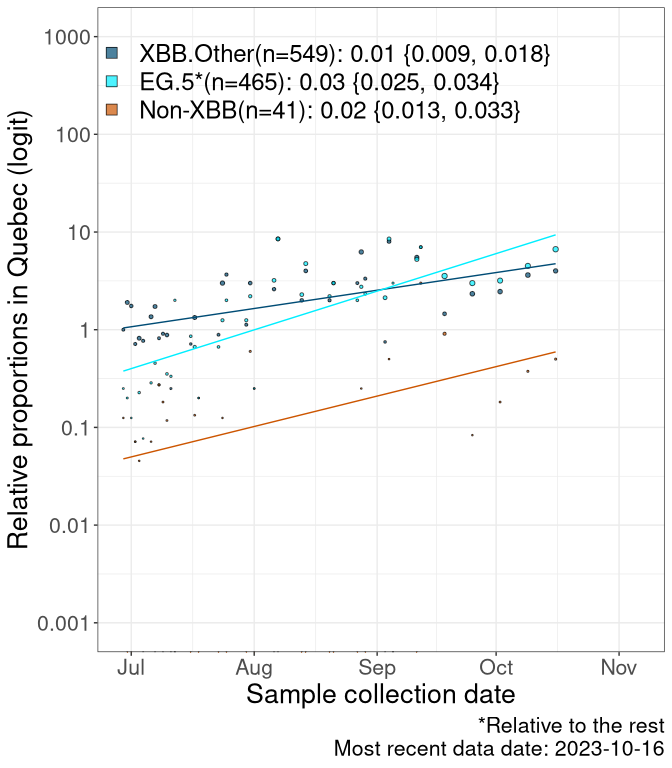 1000
100
10
1
0.1
0.01
0.001
Relative proportions in Quebec (logit)
XBB.Other(n=549): 0.01 {0.009, 0.018}
EG.5*(n=465): 0.03 {0.025, 0.034}
Non-XBB(n=41): 0.02 {0.013, 0.033}
Jul Aug Sep Oct Nov
Sample collection date
*Relative to the rest
Most recent data date: 2023-10-16